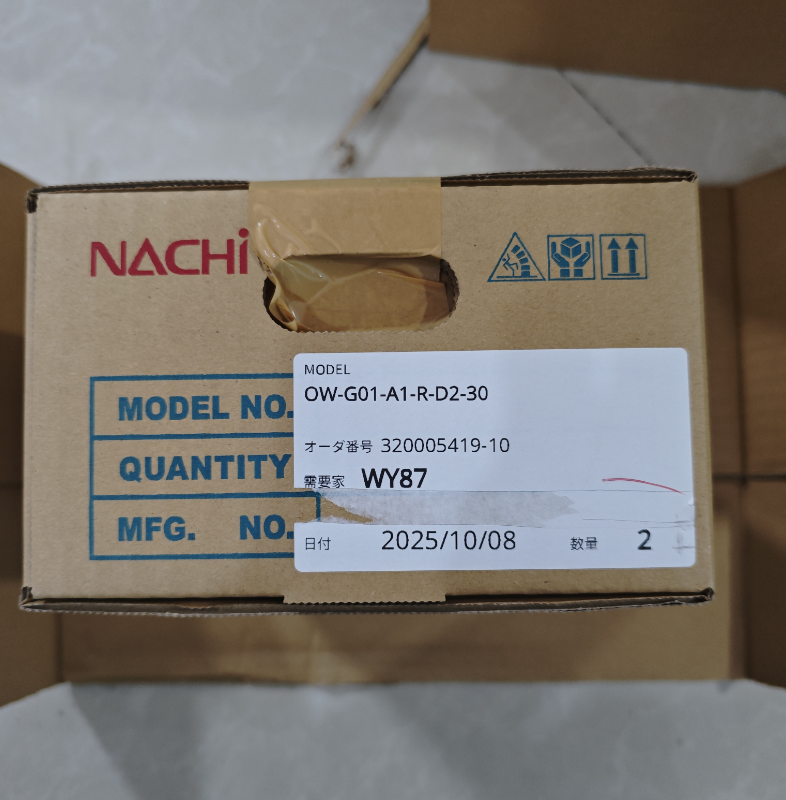 NACHi
MODEL NO.
QUANTITY
MFG. NO.
MODEL
OW-G01-A1-R-D2-30
オーダ番号 320005419-10
需要家 WY87
日付 2025/10/08 数量 2